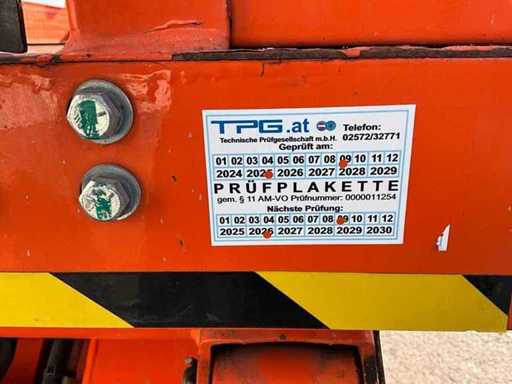 TPG.at
Technische Prüfgesellschaft m.b.H.
Telefon:
02572/32771
Geprüft am:
01 02 03 04 05 06 07 08 09 10 11 12
2024 2025 2026 2027 2028 2029
PRÜFPLAKETTE
gem. § 11 AM-VO Prüfnummer: 0000011254
Nächste Prüfung:
01 02 03 04 05 06 07 08 09 10 11 12
2025 2026 2027 2028 2029 2030